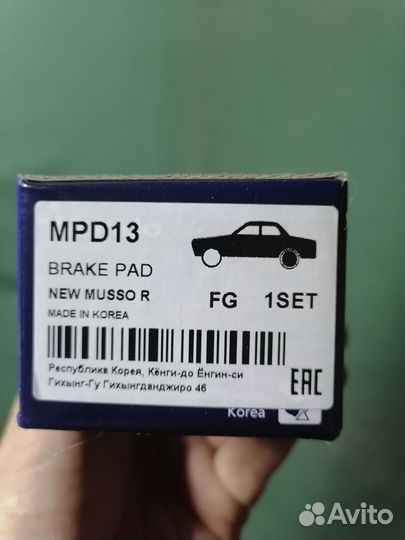 MPD13
BRAKE PAD
NEW MUSSO R FG 1SET
MADE IN KOREA
Республика Корея, Кёнги-до Ёнгин-си
Гихынг-Гу Гихынгданджиро 46
EAC
Korea
Avito